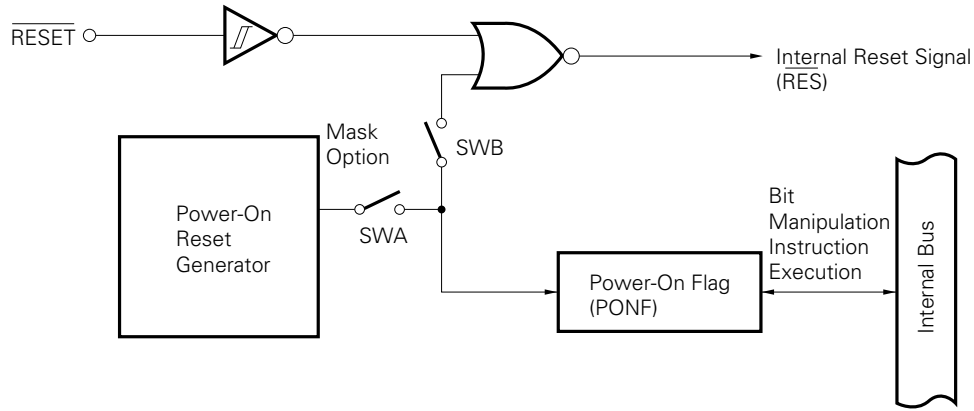 RESET
Internal Reset Signal
(RES)
Mask
Option
SWB
Power-On
Reset
Generator
SWA
Bit
Manipulation
Instruction
Execution
Power-On Flag
(PONF)
Internal Bus